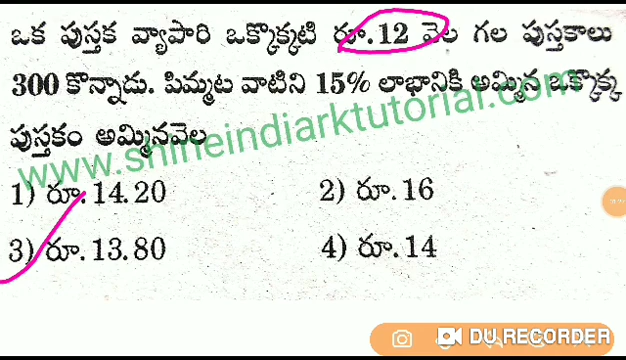 ఒక పుస్తక వ్యాపారి ఒక్కొక్కటి రూ.12 వెల గల పుస్తకాలు
300 కొన్నాడు. పిమ్మట వాటిని 15% లాభానికి అమ్మిన ఒక్కొక్క
పుస్తకం అమ్మినవెల
www.shineindiarktutorial.com
1) రూ.14.20 2) రూ.16
3) రూ.13.80 4) రూ.14
DU RECORDER